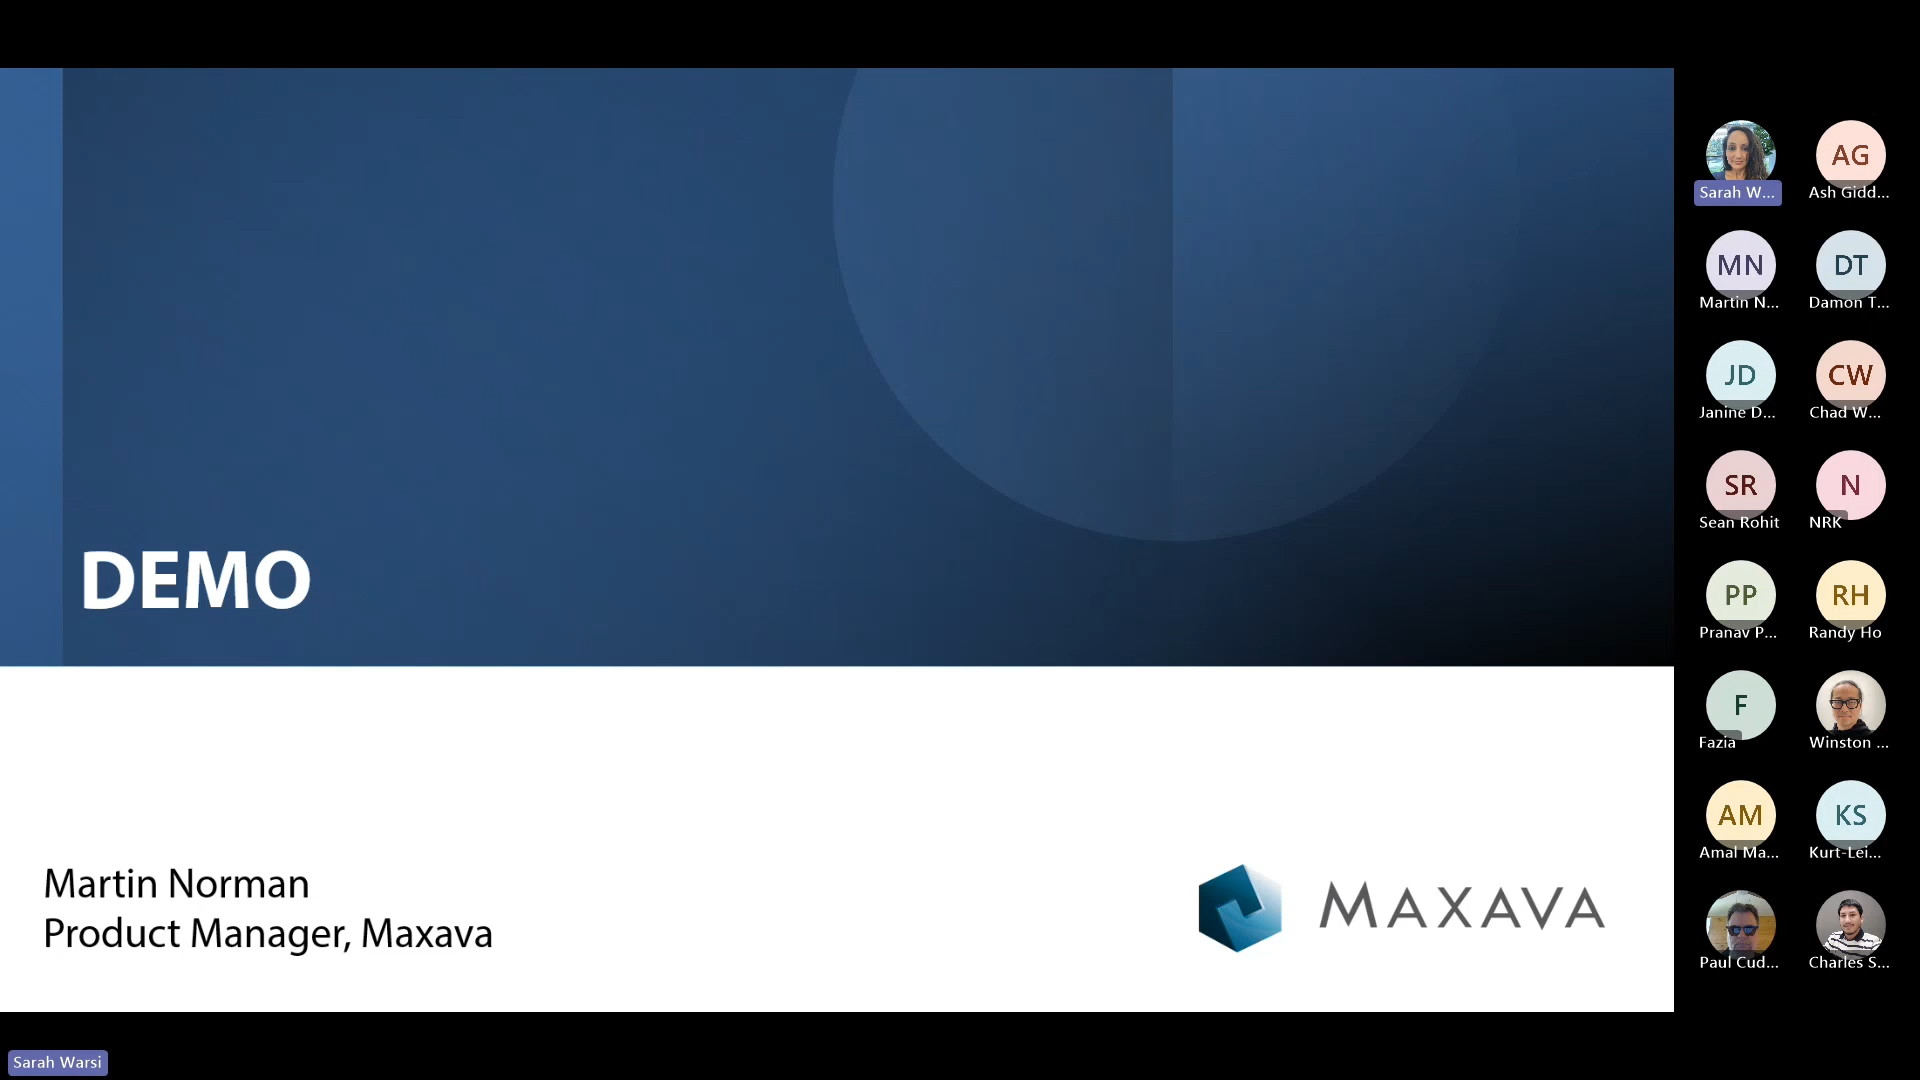 DEMO
Martin Norman
Product Manager, Maxava
MAXAVA
Sarah W...
AG
Ash Gidd...
MN
Martin N...
DT
Damon T...
JD
Janine D...
CW
Chad W...
SR
Sean Rohit
N
NRK
PP
Pranav P...
RH
Randy Ho
F
Fazia
Winston ...
AM
Amal Ma...
KS
Kurt-Lei...
Paul Cud...
Charles S...
Sarah Warsi